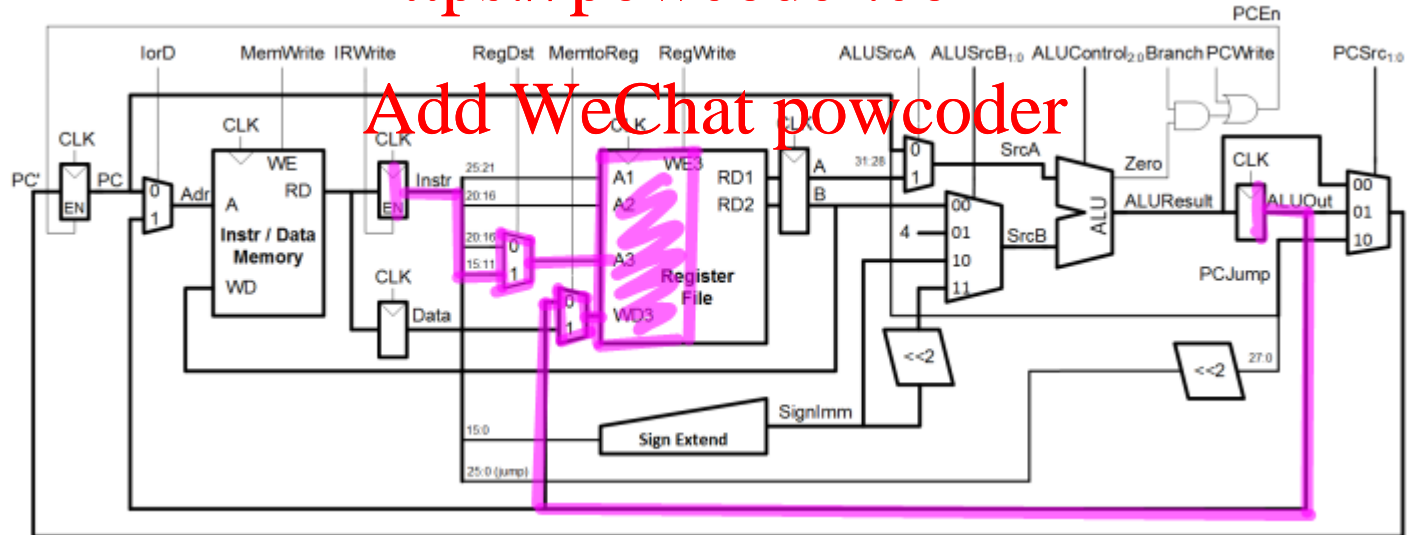 PCEn
IorD MemWrite IRWrite RegDst MemtoReg RegWrite ALUSrcA ALUSrcB1:0 ALUControl2:0 Branch PCWrite PCSrc1:0
Add WeChat powcoder
CLK CLK CLK CLK CLK CLK
PC' PC EN
0 1 Adr
WE RD A
Instr / Data
Memory
WD
EN Instr
CLK
Data
25:21
20:16
20:16
15:11
0 1
0 1
WE3
A1 RD1
A2 RD2
A3
Register
File
WD3
A
B
31:28
0 1
SrcA
00
4 01
10
11
SrcB
ALU
Zero
ALUResult
ALUOut
00
01
10
PCJump
<<2
<<2
27:0
15:0
Sign Extend
SignImm
25:0 (jump)